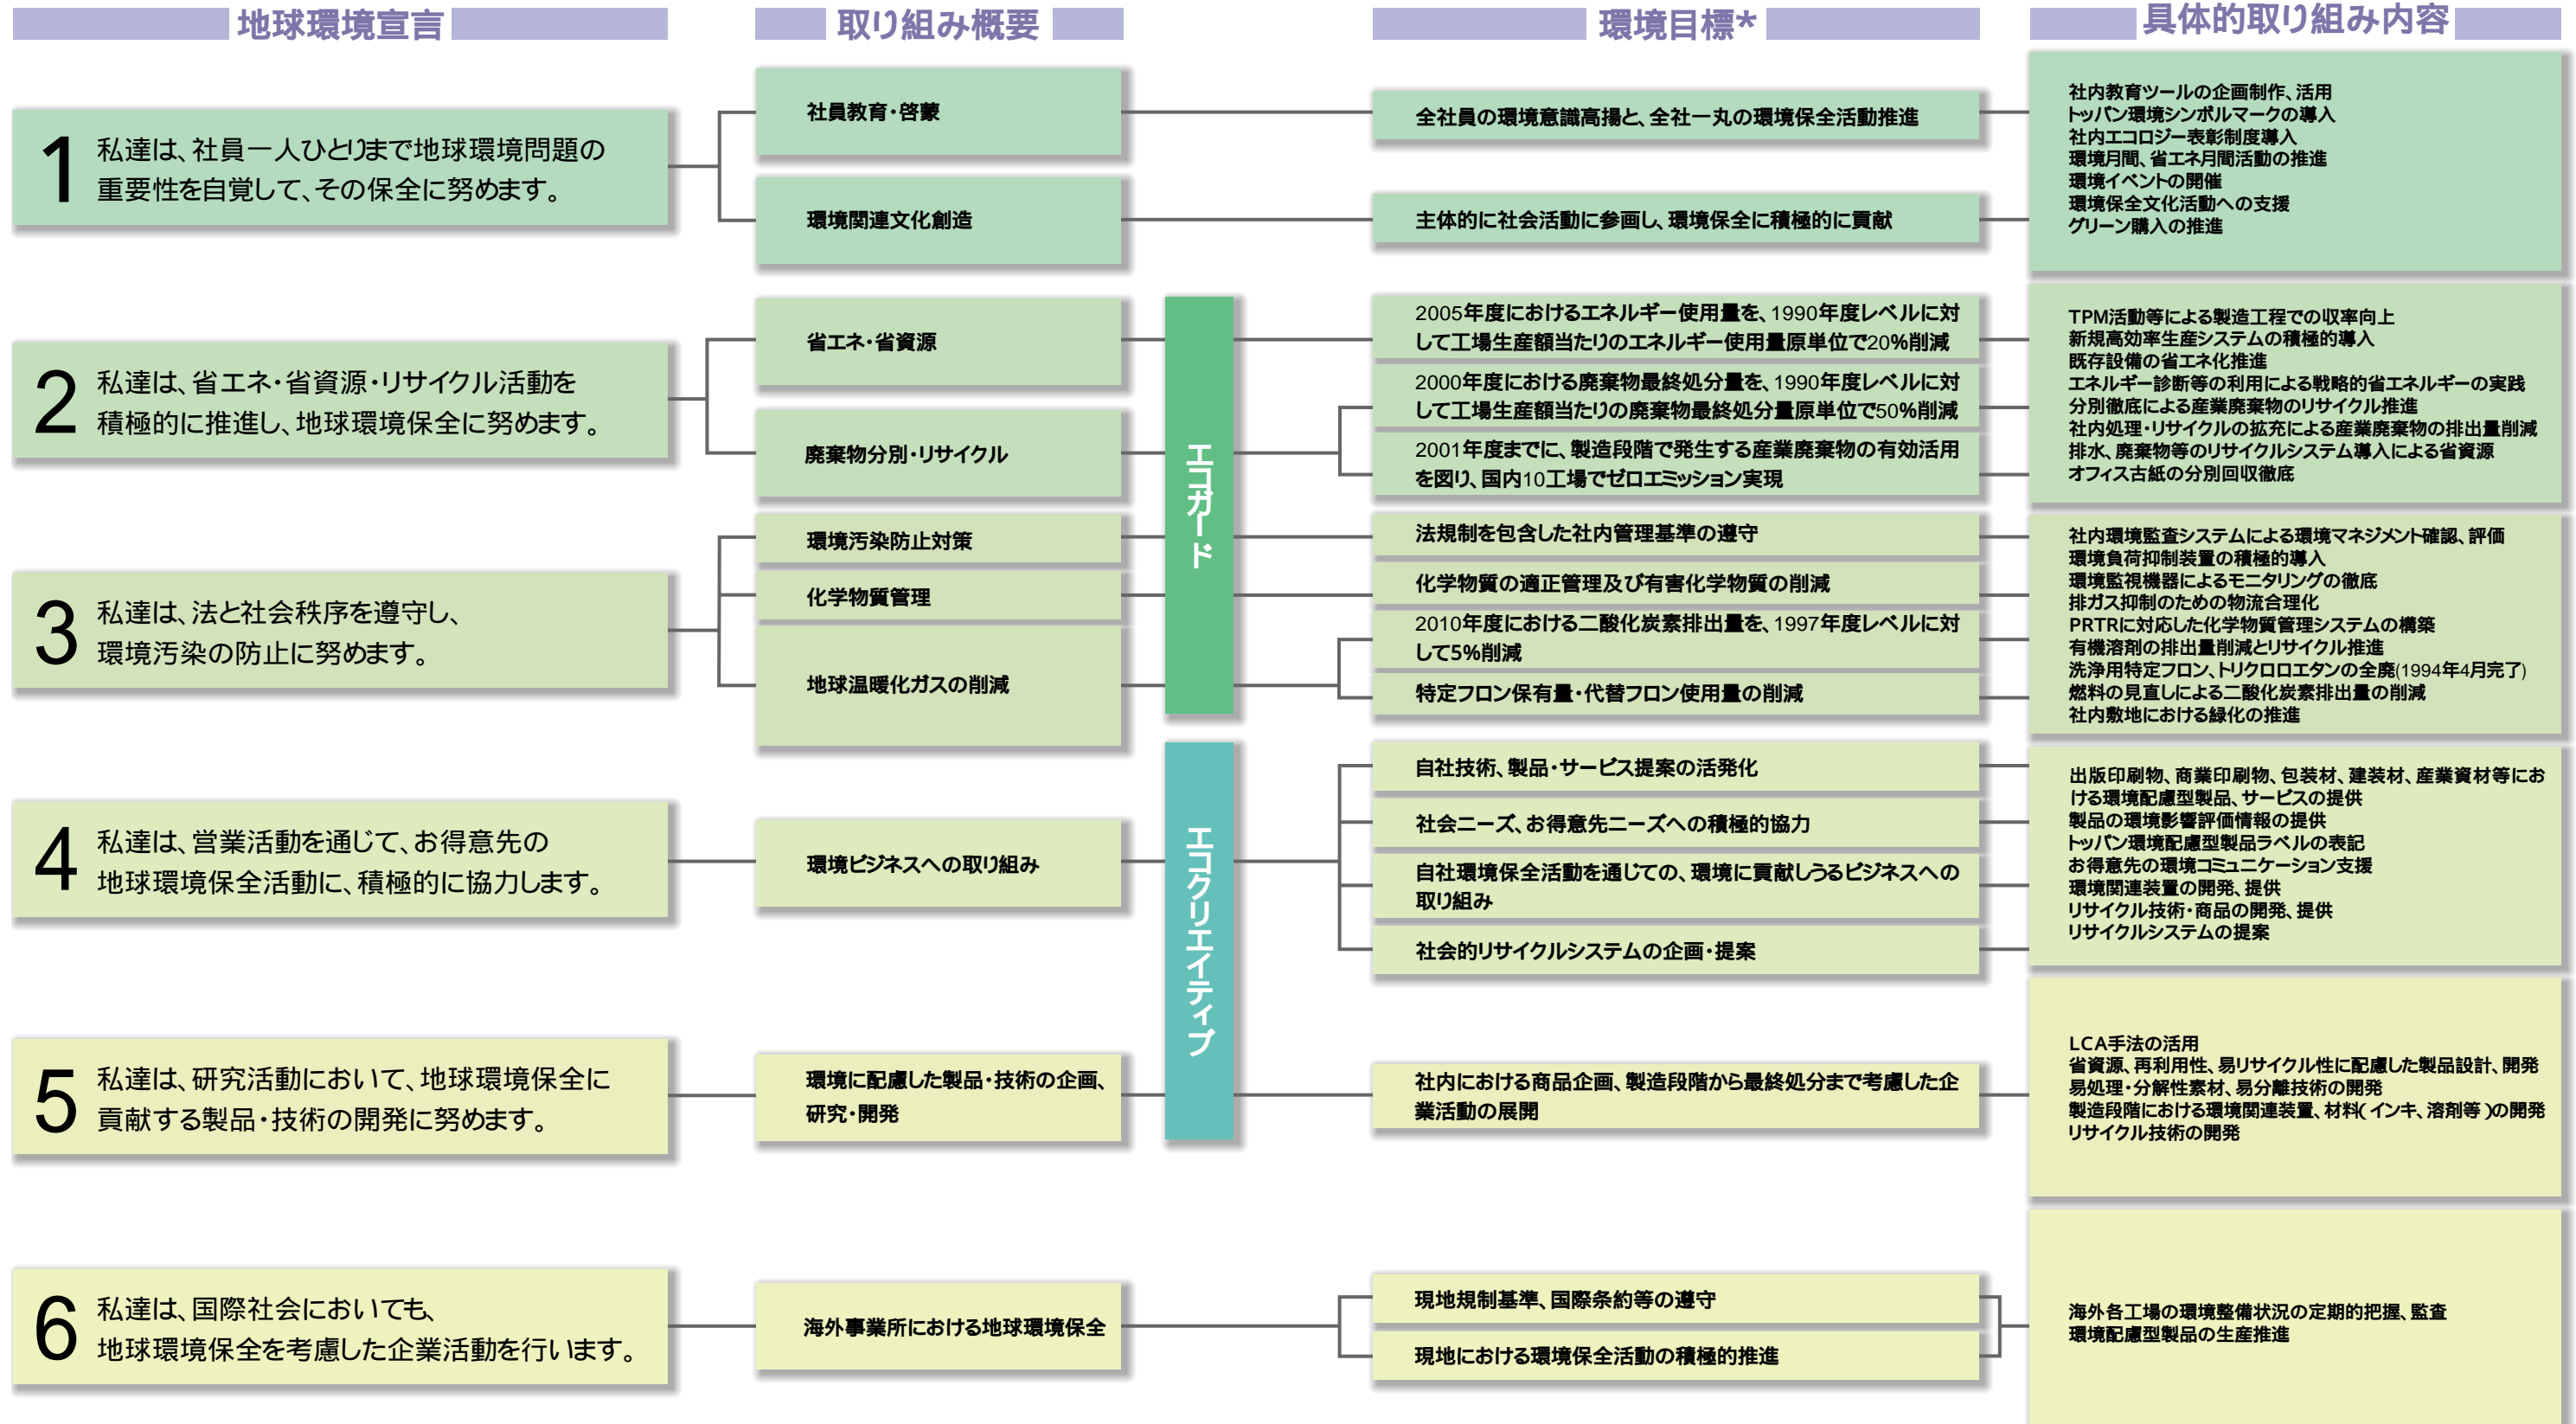 地球環境宣言
取り組み概要
環境目標*
具体的取り組み内容
1
私達は、社員一人ひとりまで地球環境問題の
重要性を自覚して、その保全に努めます。
社員教育・啓蒙
環境関連文化創造
全社員の環境意識高揚と、全社一丸の環境保全活動推進
主体的に社会活動に参画し、環境保全に積極的に貢献
社内教育ツールの企画制作、活用
トッパン環境シンボルマークの導入
社内エコロジー表彰制度導入
環境月間、省エネ月間活動の推進
環境イベントの開催
環境保全文化活動への支援
グリーン購入の推進
2
私達は、省エネ・省資源・リサイクル活動を
積極的に推進し、地球環境保全に努めます。
省エネ・省資源
廃棄物分別・リサイクル
エコガード
2005年度におけるエネルギー使用量を、1990年度レベルに対
して工場生産額当たりのエネルギー使用量原単位で20%削減
2000年度における廃棄物最終処分量を、1990年度レベルに対
して工場生産額当たりの廃棄物最終処分量原単位で50%削減
2001年度までに、製造段階で発生する産業廃棄物の有効活用
を図り、国内10工場でゼロエミッション実現
TPM活動等による製造工程での収率向上
新規高効率生産システムの積極的導入
既存設備の省エネ化推進
エネルギー診断等の利用による戦略的省エネルギーの実践
分別徹底による産業廃棄物のリサイクル推進
社内処理・リサイクルの拡充による産業廃棄物の排出量削減
排水、廃棄物等のリサイクルシステム導入による省資源
オフィス古紙の分別回収徹底
3
私達は、法と社会秩序を遵守し、
環境汚染の防止に努めます。
環境汚染防止対策
化学物質管理
地球温暖化ガスの削減
法規制を包含した社内管理基準の遵守
化学物質の適正管理及び有害化学物質の削減
2010年度における二酸化炭素排出量を、1997年度レベルに対
して5%削減
特定フロン保有量・代替フロン使用量の削減
社内環境監査システムによる環境マネジメント確認、評価
環境負荷抑制装置の積極的導入
環境監視機器によるモニタリングの徹底
排ガス抑制のための物流合理化
PRTRに対応した化学物質管理システムの構築
有機溶剤の排出量削減とリサイクル推進
洗浄用特定フロン、トリクロロエタンの全廃(1994年4月完了)
燃料の見直しによる二酸化炭素排出量の削減
社内敷地における緑化の推進
4
私達は、営業活動を通じて、お得意先の
地球環境保全活動に、積極的に協力します。
環境ビジネスへの取り組み
エコクリエイティブ
自社技術、製品・サービス提案の活発化
社会ニーズ、お得意先ニーズへの積極的協力
自社環境保全活動を通じての、環境に貢献しうるビジネスへの
取り組み
社会的リサイクルシステムの企画・提案
出版印刷物、商業印刷物、包装材、建装材、産業資材等にお
ける環境配慮型製品、サービスの提供
製品の環境影響評価情報の提供
トッパン環境配慮型製品ラベルの表記
お得意先の環境コミュニケーション支援
環境関連装置の開発、提供
リサイクル技術・商品の開発、提供
リサイクルシステムの提案
5
私達は、研究活動において、地球環境保全に
貢献する製品・技術の開発に努めます。
環境に配慮した製品・技術の企画、
研究・開発
社内における商品企画、製造段階から最終処分まで考慮した企
業活動の展開
LCA手法の活用
省資源、再利用性、易リサイクル性に配慮した製品設計、開発
易処理・分解性素材、易分離技術の開発
製造段階における環境関連装置、材料(インキ、溶剤等)の開発
リサイクル技術の開発
6
私達は、国際社会においても、
地球環境保全を考慮した企業活動を行います。
海外事業所における地球環境保全
現地規制基準、国際条約等の遵守
現地における環境保全活動の積極的推進
海外各工場の環境整備状況の定期的把握、監査
環境配慮型製品の生産推進